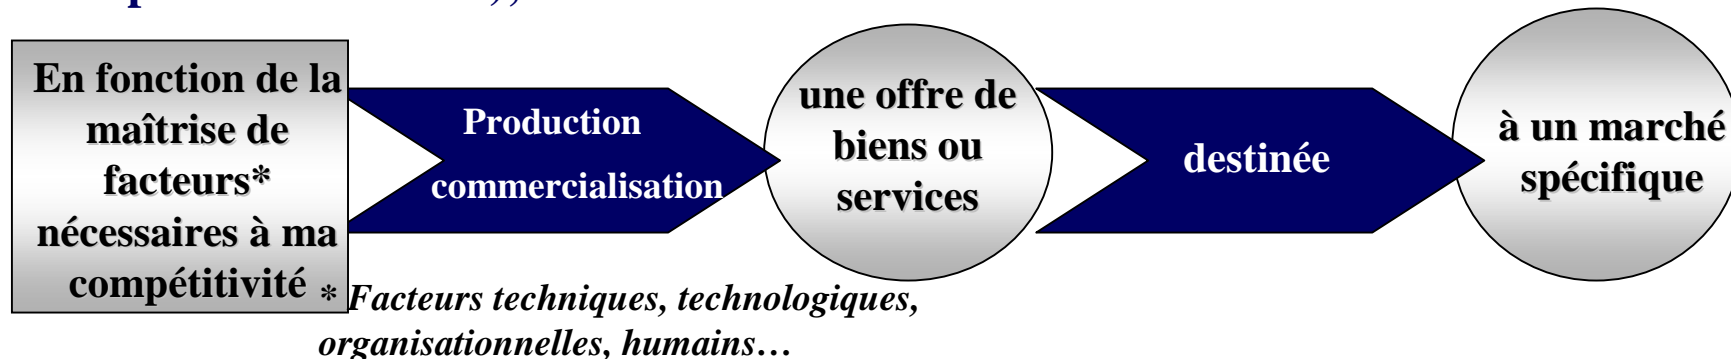 En fonction de la
maîtrise de
facteurs*
nécessaires à ma
compétitivité
Production
commercialisation
une offre de
biens ou
services
destinée
à un marché
spécifique
* Facteurs techniques, technologiques,
organisationnelles, humains…